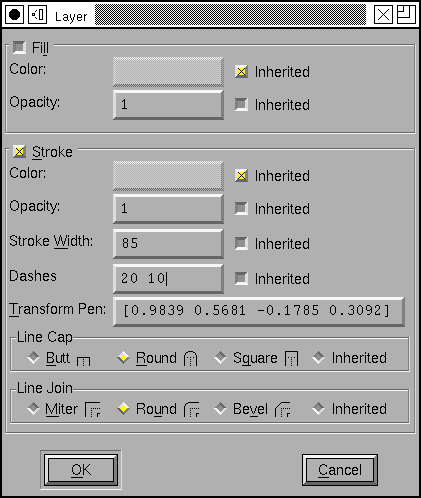 Layer
Fill
Color: Inherited
Opacity: 1 Inherited
Stroke
Color: Inherited
Opacity: 1 Inherited
Stroke Width: 85 Inherited
Dashes 20 10 Inherited
Transform Pen: [0.9839 0.5681 -0.1785 0.3092]
Line Cap
Butt Round Square Inherited
Line Join
Miter Round Bevel Inherited
OK Cancel